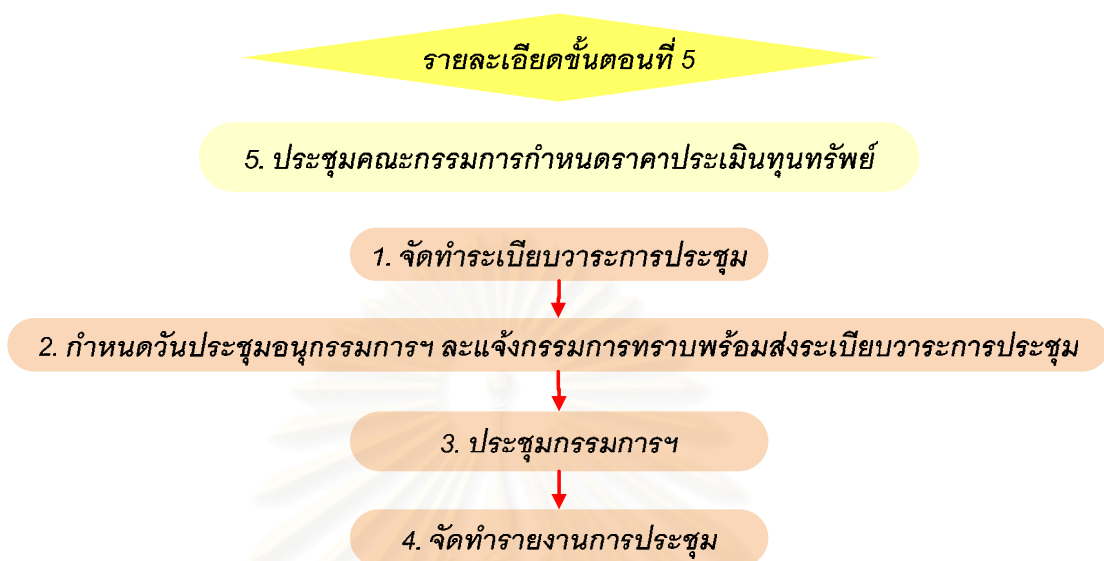 รายละเอียดขั้นตอนที่ 5
5. ประชุมคณะกรรมการกำหนดราคาประเมินทุนทรัพย์
1. จัดทำระเบียบวาระการประชุม
2. กำหนดวันประชุมอนุกรรมการฯ ละแจ้งกรรมการทราบพร้อมส่งระเบียบวาระการประชุม
3. ประชุมกรรมการฯ
4. จัดทำรายงานการประชุม